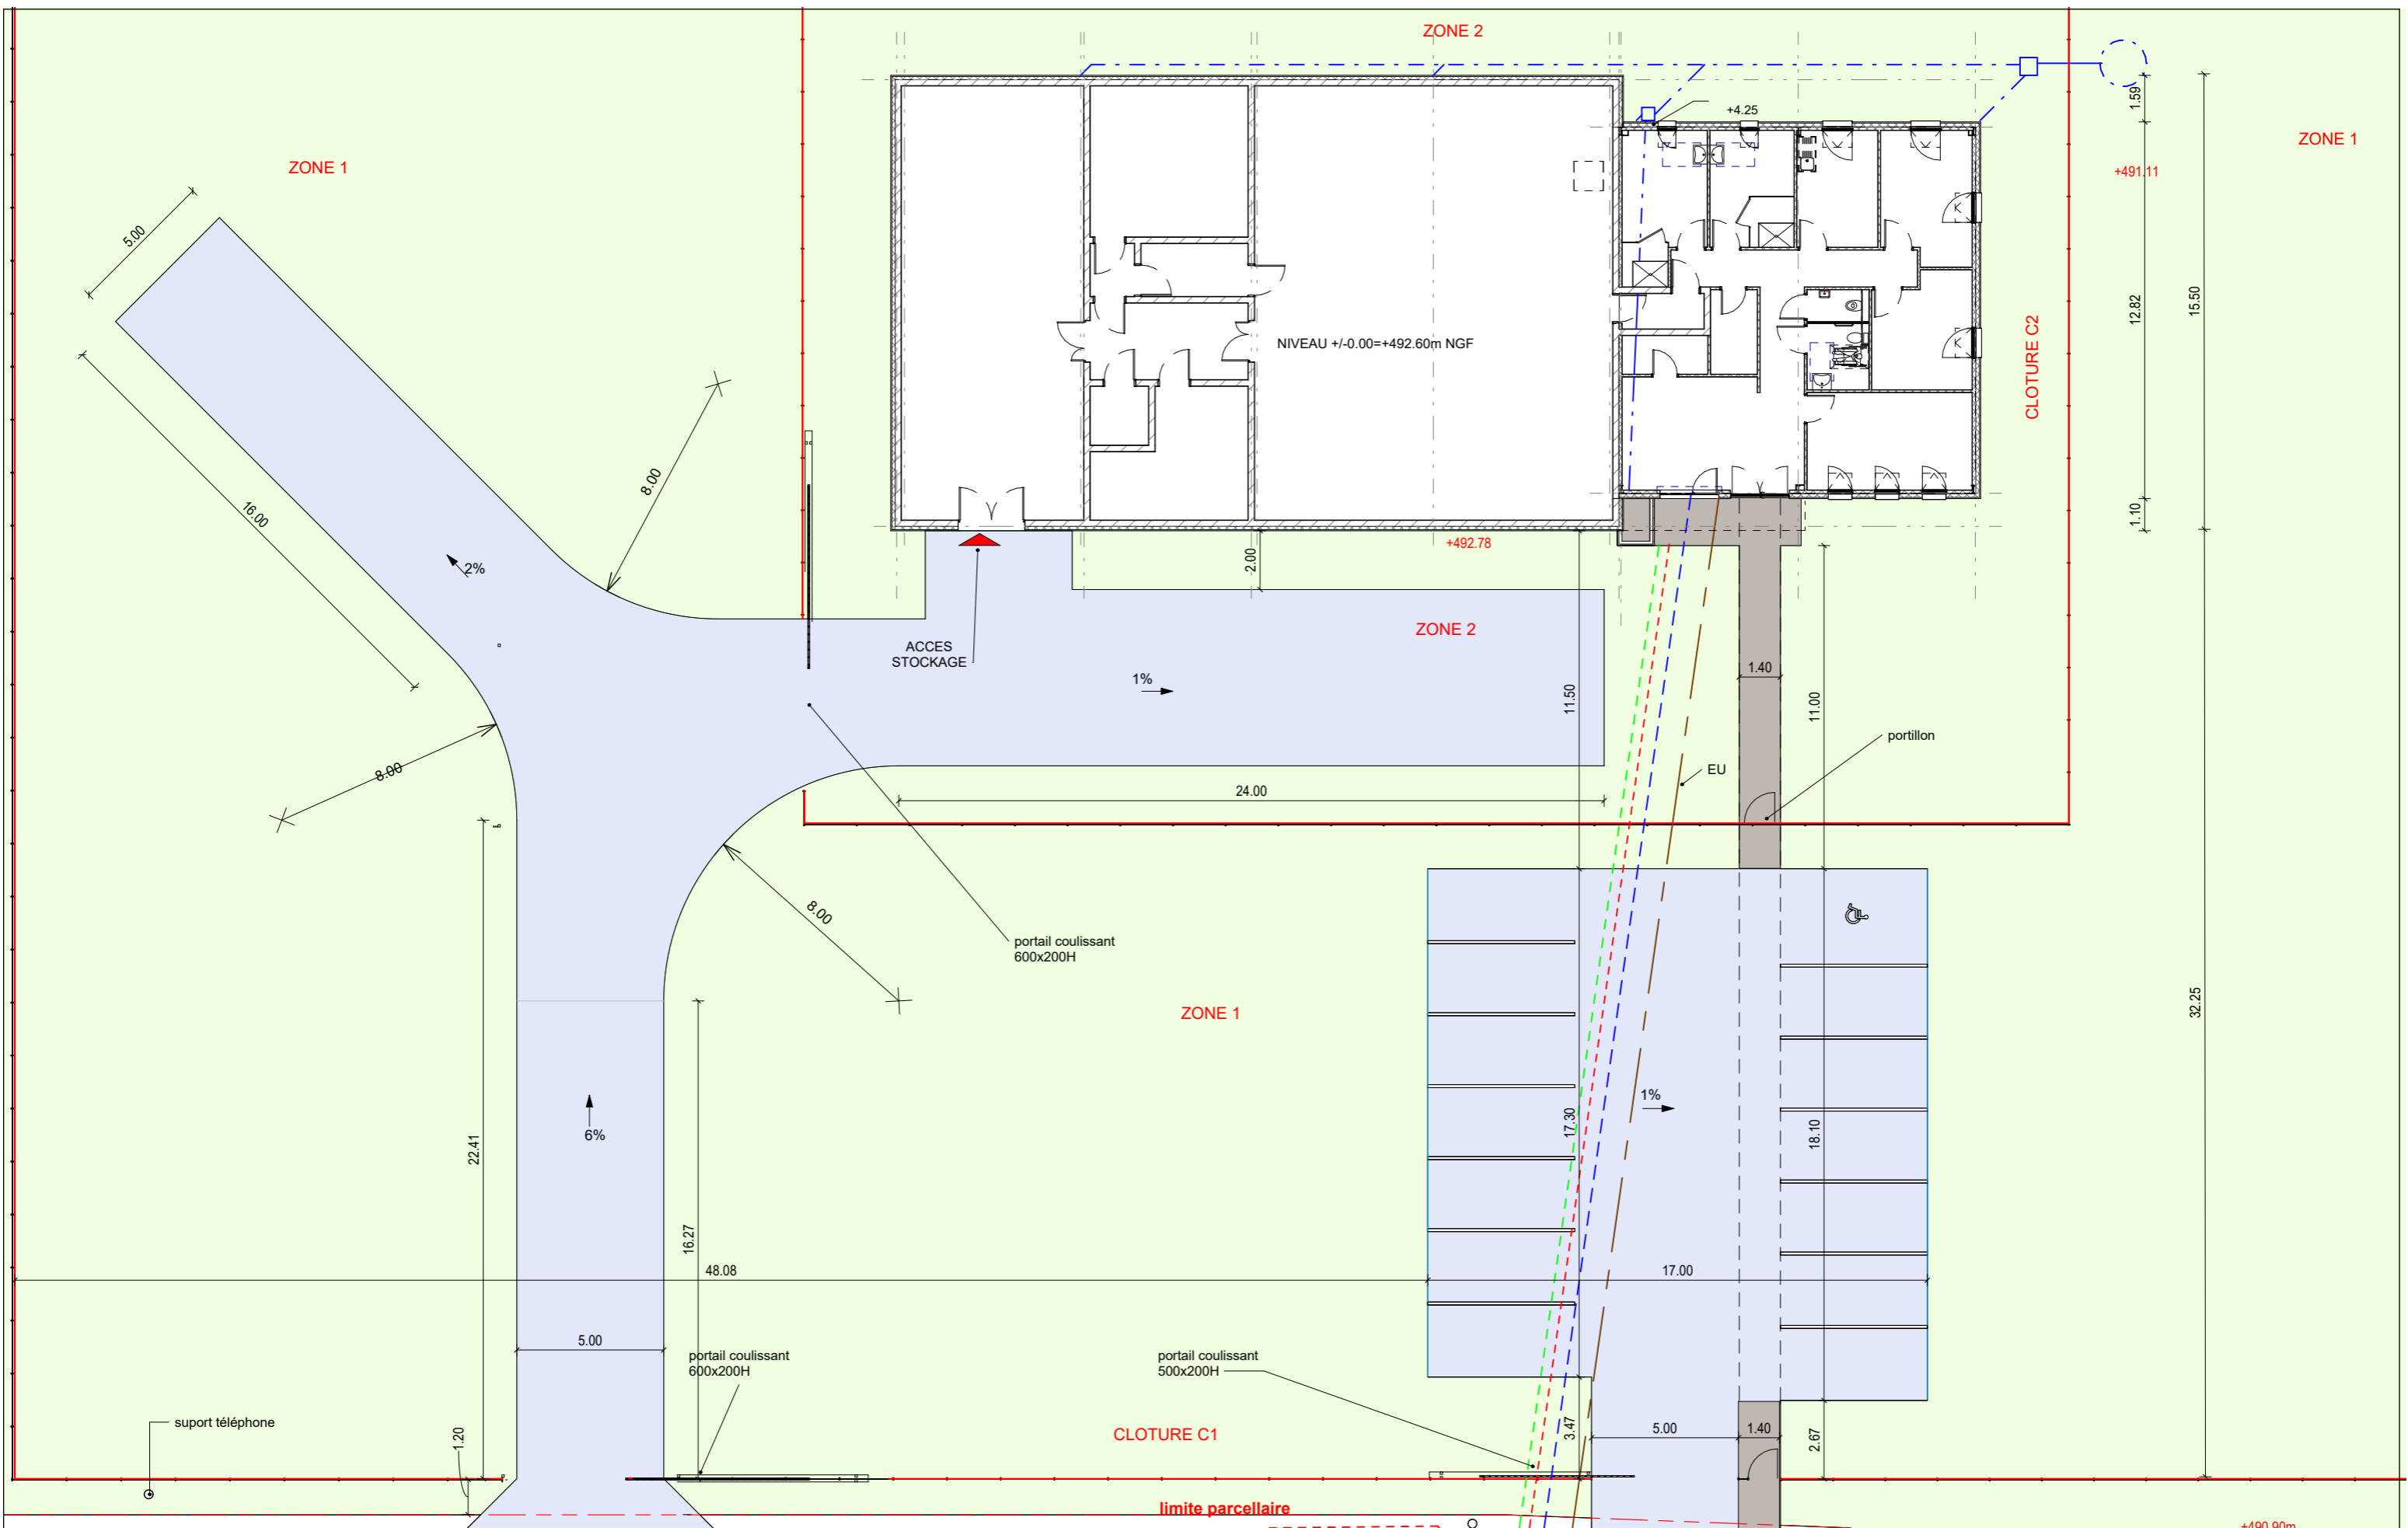 ZONE 2
+4.25
1.59
ZONE 1
ZONE 1
+491.11
5.00
12.82
15.50
CLOTURE C2
NIVEAU +/-0.00=+492.60m NGF
8.00
16.00
1.10
+492.78
2.00
2%
ACCES
STOCKAGE
ZONE 2
1.40
1%
11.50
11.00
portillon
EU
8.00
24.00
8.00
portail coulissant
600x200H
ZONE 1
32.25
1%
6%
22.41
17.30
18.10
16.27
48.08
17.00
5.00
portail coulissant
600x200H
portail coulissant
500x200H
suport téléphone
1.20
CLOTURE C1
3.47
5.00
1.40
2.67
limite parcellaire
+490.90m